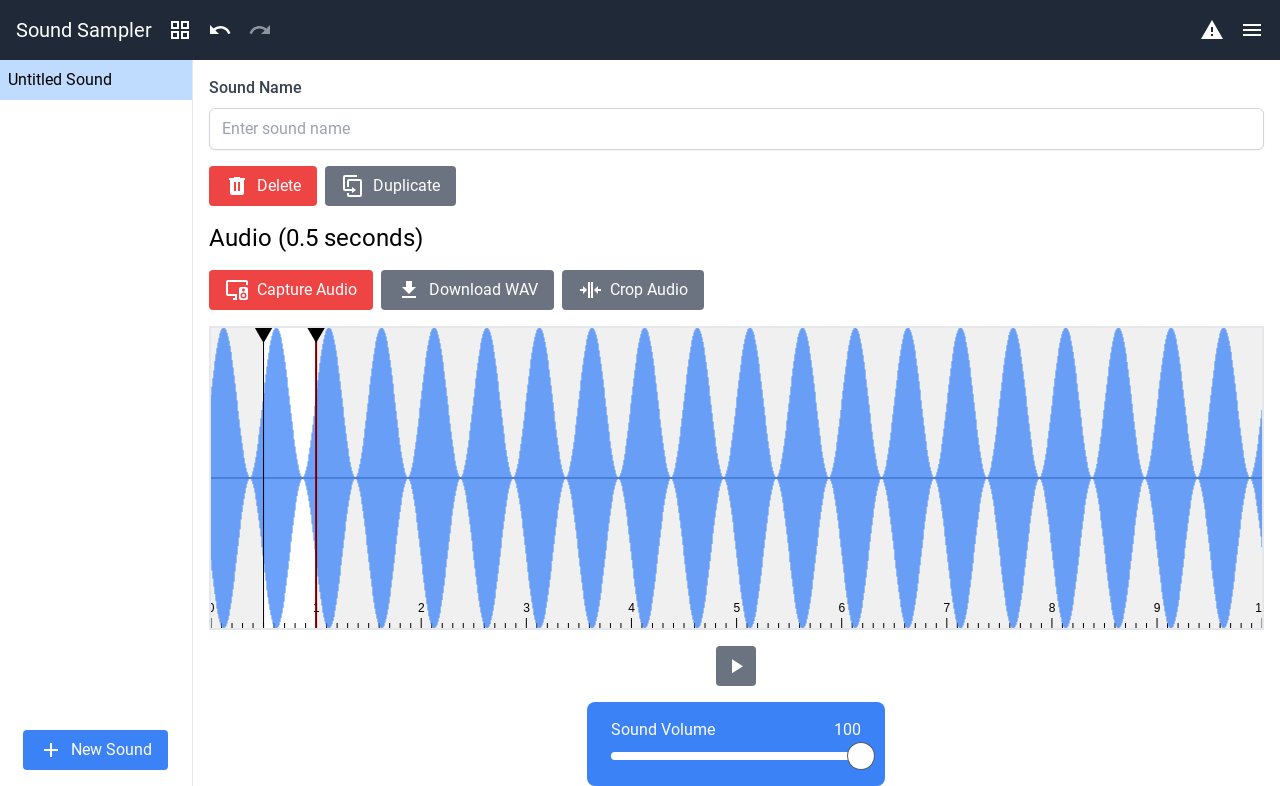 Sound Sampler
Untitled Sound
Sound Name
Enter sound name
Delete
Duplicate
Audio (0.5 seconds)
Capture Audio
Download WAV
Crop Audio
0 1 2 3 4 5 6 7 8 9 1
Sound Volume 100
New Sound